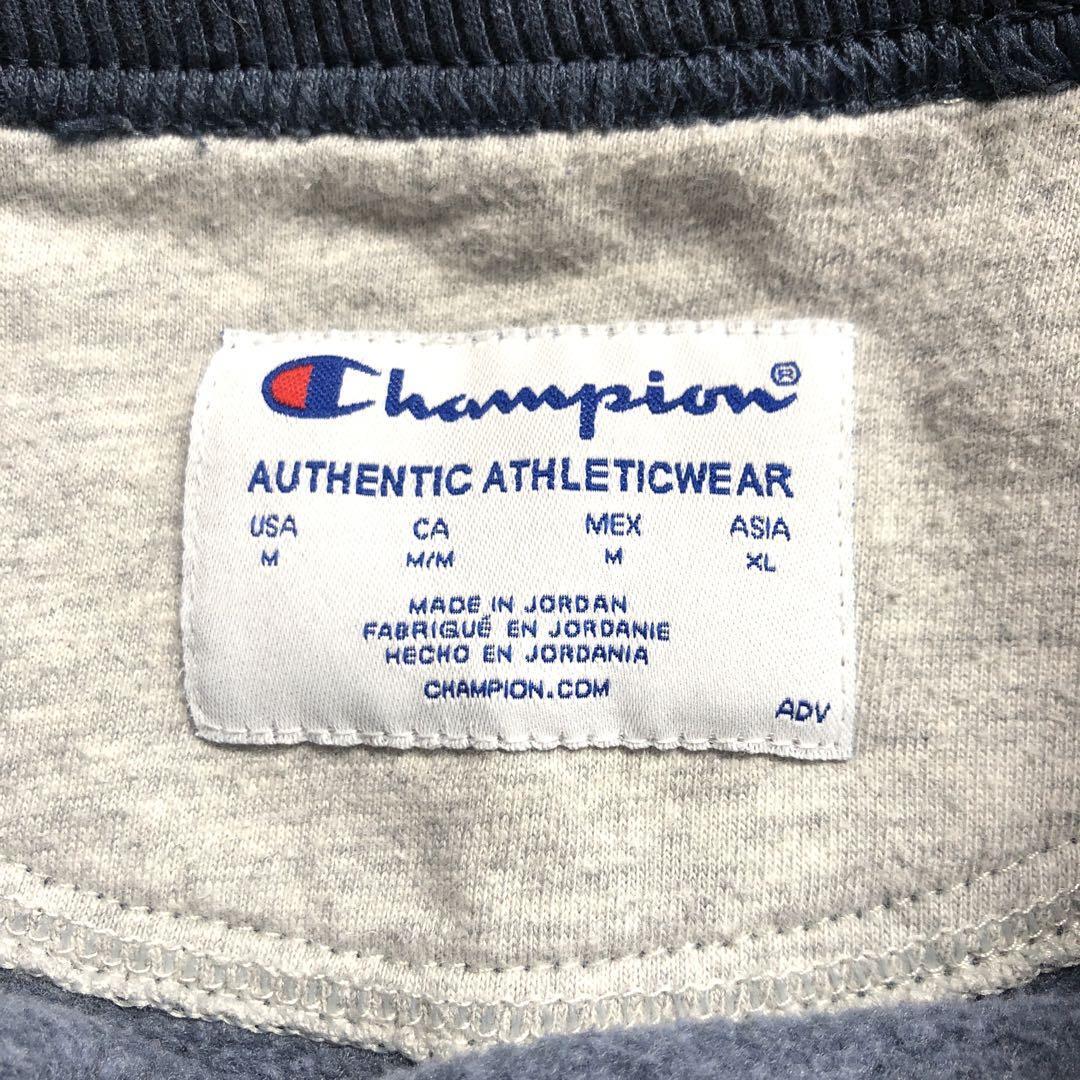 Champion®
AUTHENTIC ATHLETICWEAR
USA CA MEX ASIA
M M/M M XL
MADE IN JORDAN
FABRIQUÉ EN JORDANIE
HECHO EN JORDANIA
CHAMPION.COM
ADV